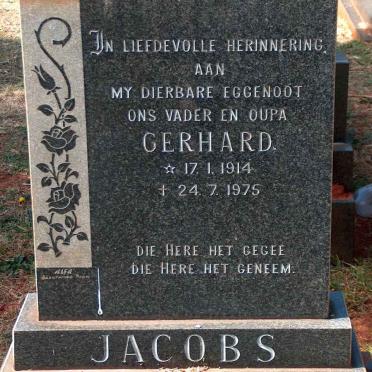 IN LIEFDEVOLLE HERINNERING
AAN
MY DIERBARE EGGENOOT
ONS VADER EN OUPA
GERHARD.
☆ 17.1.1914
✝ 24.7.1975
DIE HERE HET GEGEE
DIE HERE HET GENEEM.
ALFA
JACOBS